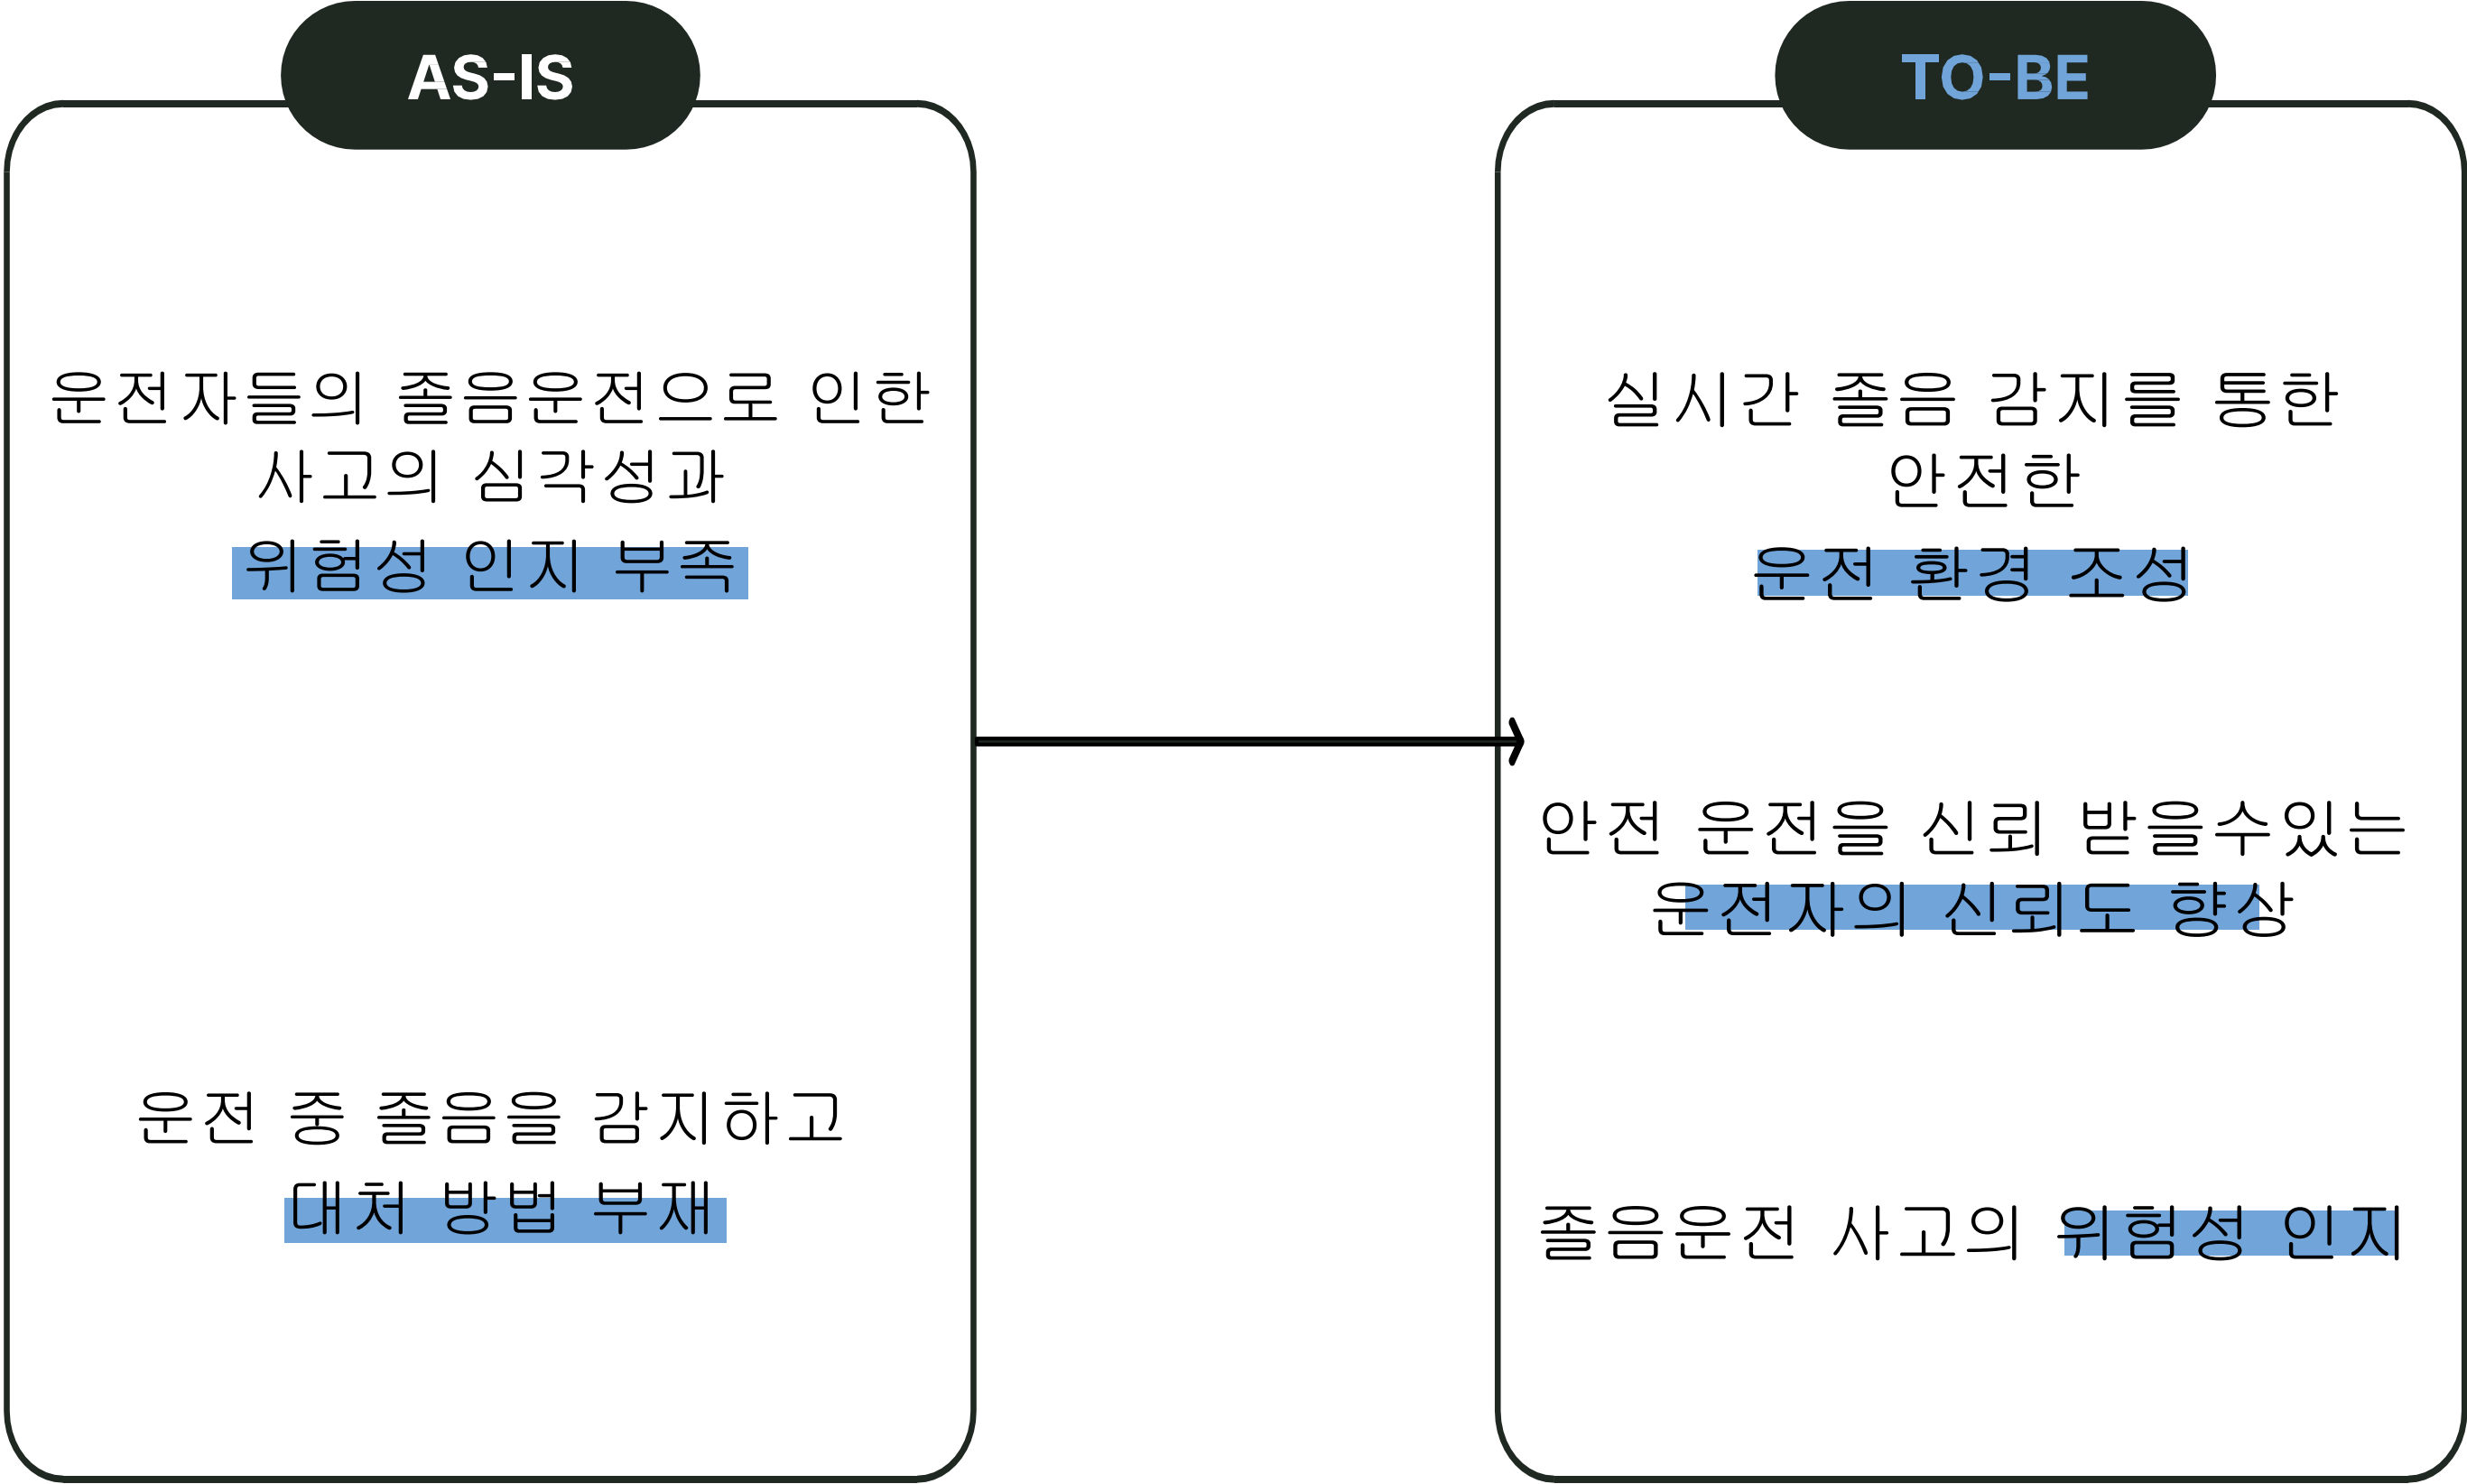 AS-IS
운전자들의 졸음운전으로 인한
사고의 심각성과
위험성 인지 부족
운전 중 졸음을 감지하고
대처 방법 부재
TO-BE
실시간 졸음 감지를 통한
안전한
운전 환경 조성
안전 운전을 신뢰 받을수있는
운전자의 신뢰도 향상
졸음운전 사고의 위험성 인지